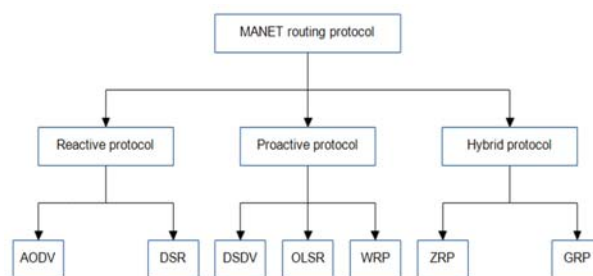 MANET routing protocol
Reactive protocol
Proactive protocol
Hybrid protocol
AODV
DSR
DSDV
OLSR
WRP
ZRP
GRP